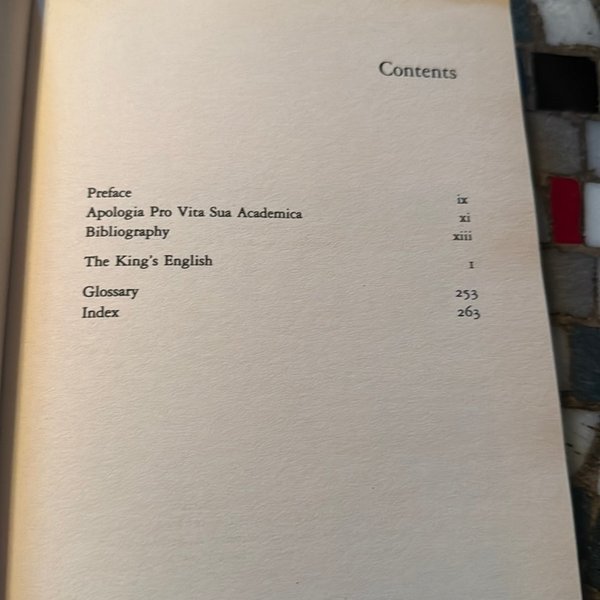 Contents
Preface ix
Apologia Pro Vita Sua Academica xi
Bibliography xiii
The King's English 1
Glossary 253
Index 263